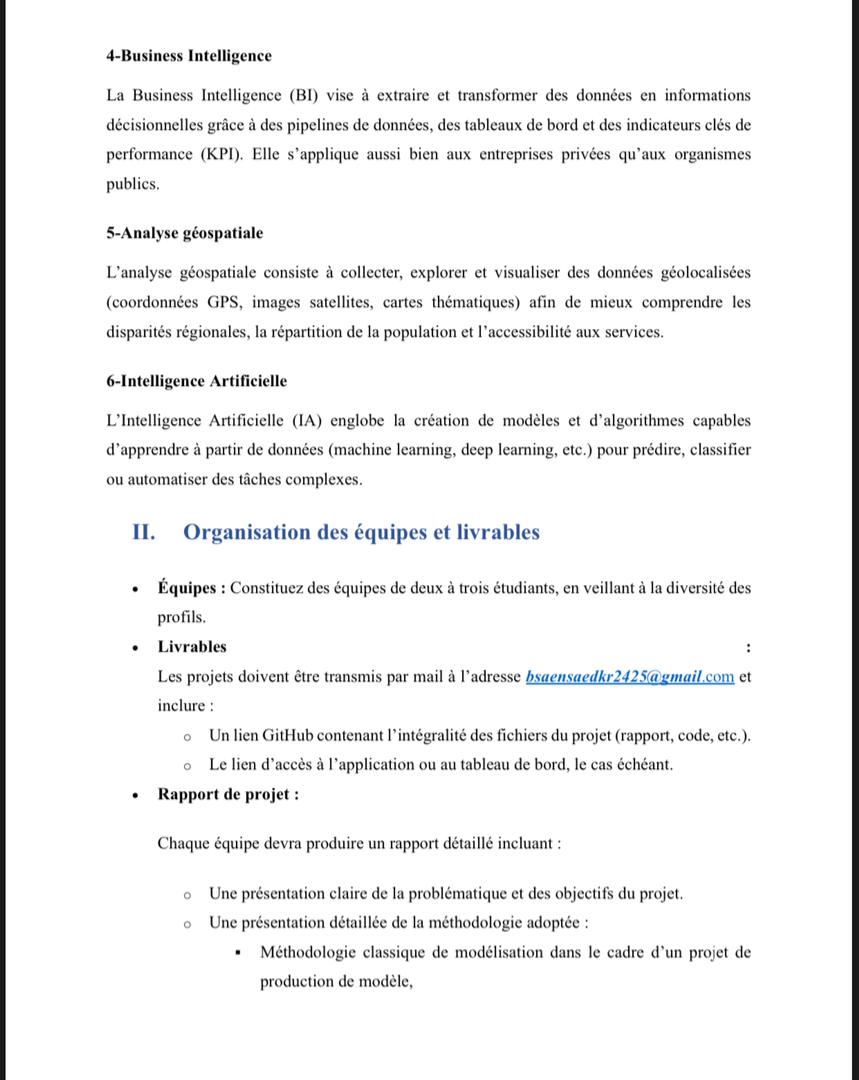 4-Business Intelligence
La Business Intelligence (BI) vise à extraire et transformer des données en informations
décisionnelles grâce à des pipelines de données, des tableaux de bord et des indicateurs clés de
performance (KPI). Elle s’applique aussi bien aux entreprises privées qu’aux organismes
publics.
5-Analyse géospatiale
L’analyse géospatiale consiste à collecter, explorer et visualiser des données géolocalisées
(coordonnées GPS, images satellites, cartes thématiques) afin de mieux comprendre les
disparités régionales, la répartition de la population et l’accessibilité aux services.
6-Intelligence Artificielle
L’Intelligence Artificielle (IA) englobe la création de modèles et d’algorithmes capables
d’apprendre à partir de données (machine learning, deep learning, etc.) pour prédire, classifier
ou automatiser des tâches complexes.
II. Organisation des équipes et livrables
• Équipes : Constituez des équipes de deux à trois étudiants, en veillant à la diversité des
profils.
• Livrables :
Les projets doivent être transmis par mail à l’adresse bsaensaedkr2425@gmail.com et
inclure :
o Un lien GitHub contenant l’intégralité des fichiers du projet (rapport, code, etc.).
o Le lien d’accès à l’application ou au tableau de bord, le cas échéant.
• Rapport de projet :
Chaque équipe devra produire un rapport détaillé incluant :
o Une présentation claire de la problématique et des objectifs du projet.
o Une présentation détaillée de la méthodologie adoptée :
▪ Méthodologie classique de modélisation dans le cadre d’un projet de
production de modèle,